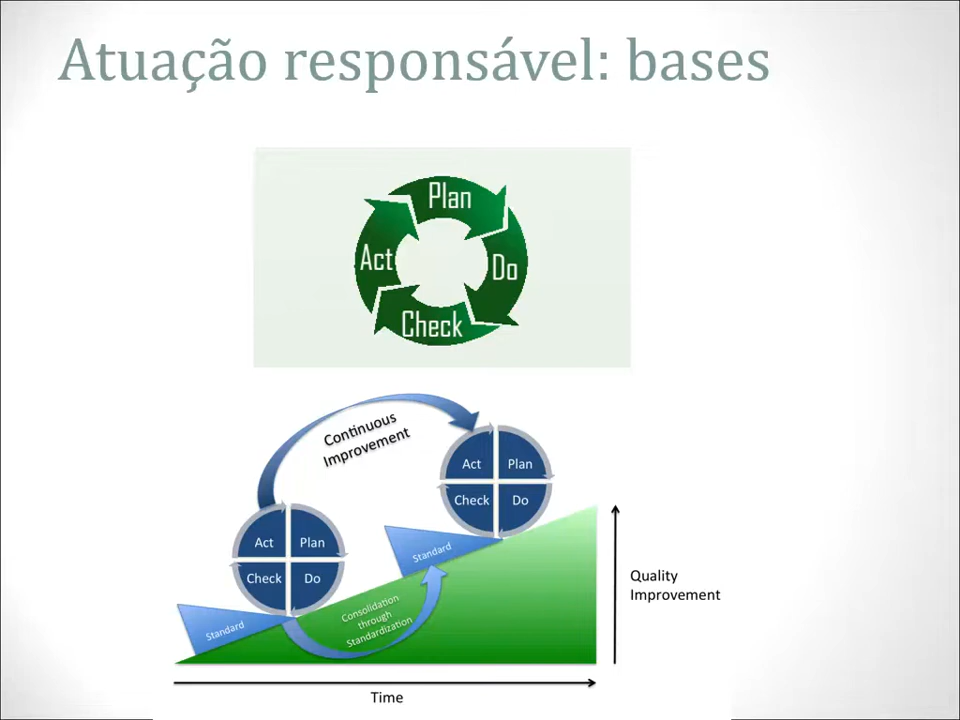 Atuação responsável: bases
Plan
Act
Do
Check
Continuous
Improvement
Act
Plan
Check
Do
Act
Plan
Check
Do
Standard
Standard
Consolidation
through
Standardization
Quality
Improvement
Time